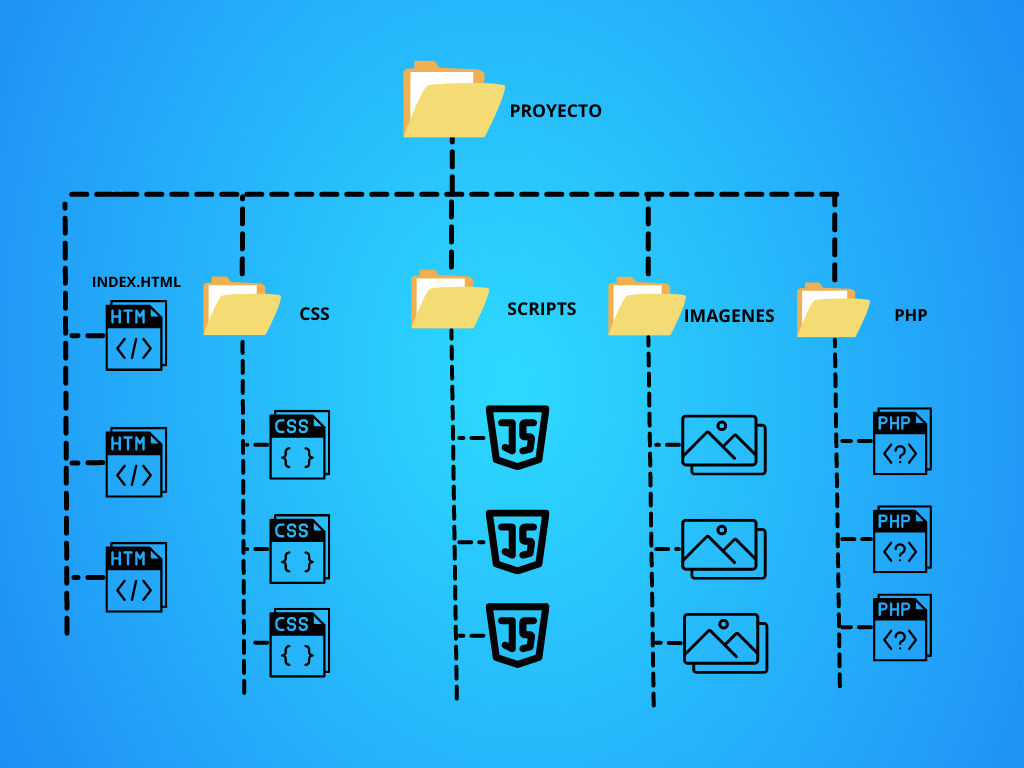 PROYECTO
INDEX.HTML
CSS
SCRIPTS
IMAGENES
PHP
HTM
</>
CSS
{ }
JS
PHP
<?>
HTM
</>
CSS
{ }
JS
PHP
<?>
HTM
</>
CSS
{ }
JS
PHP
<?>